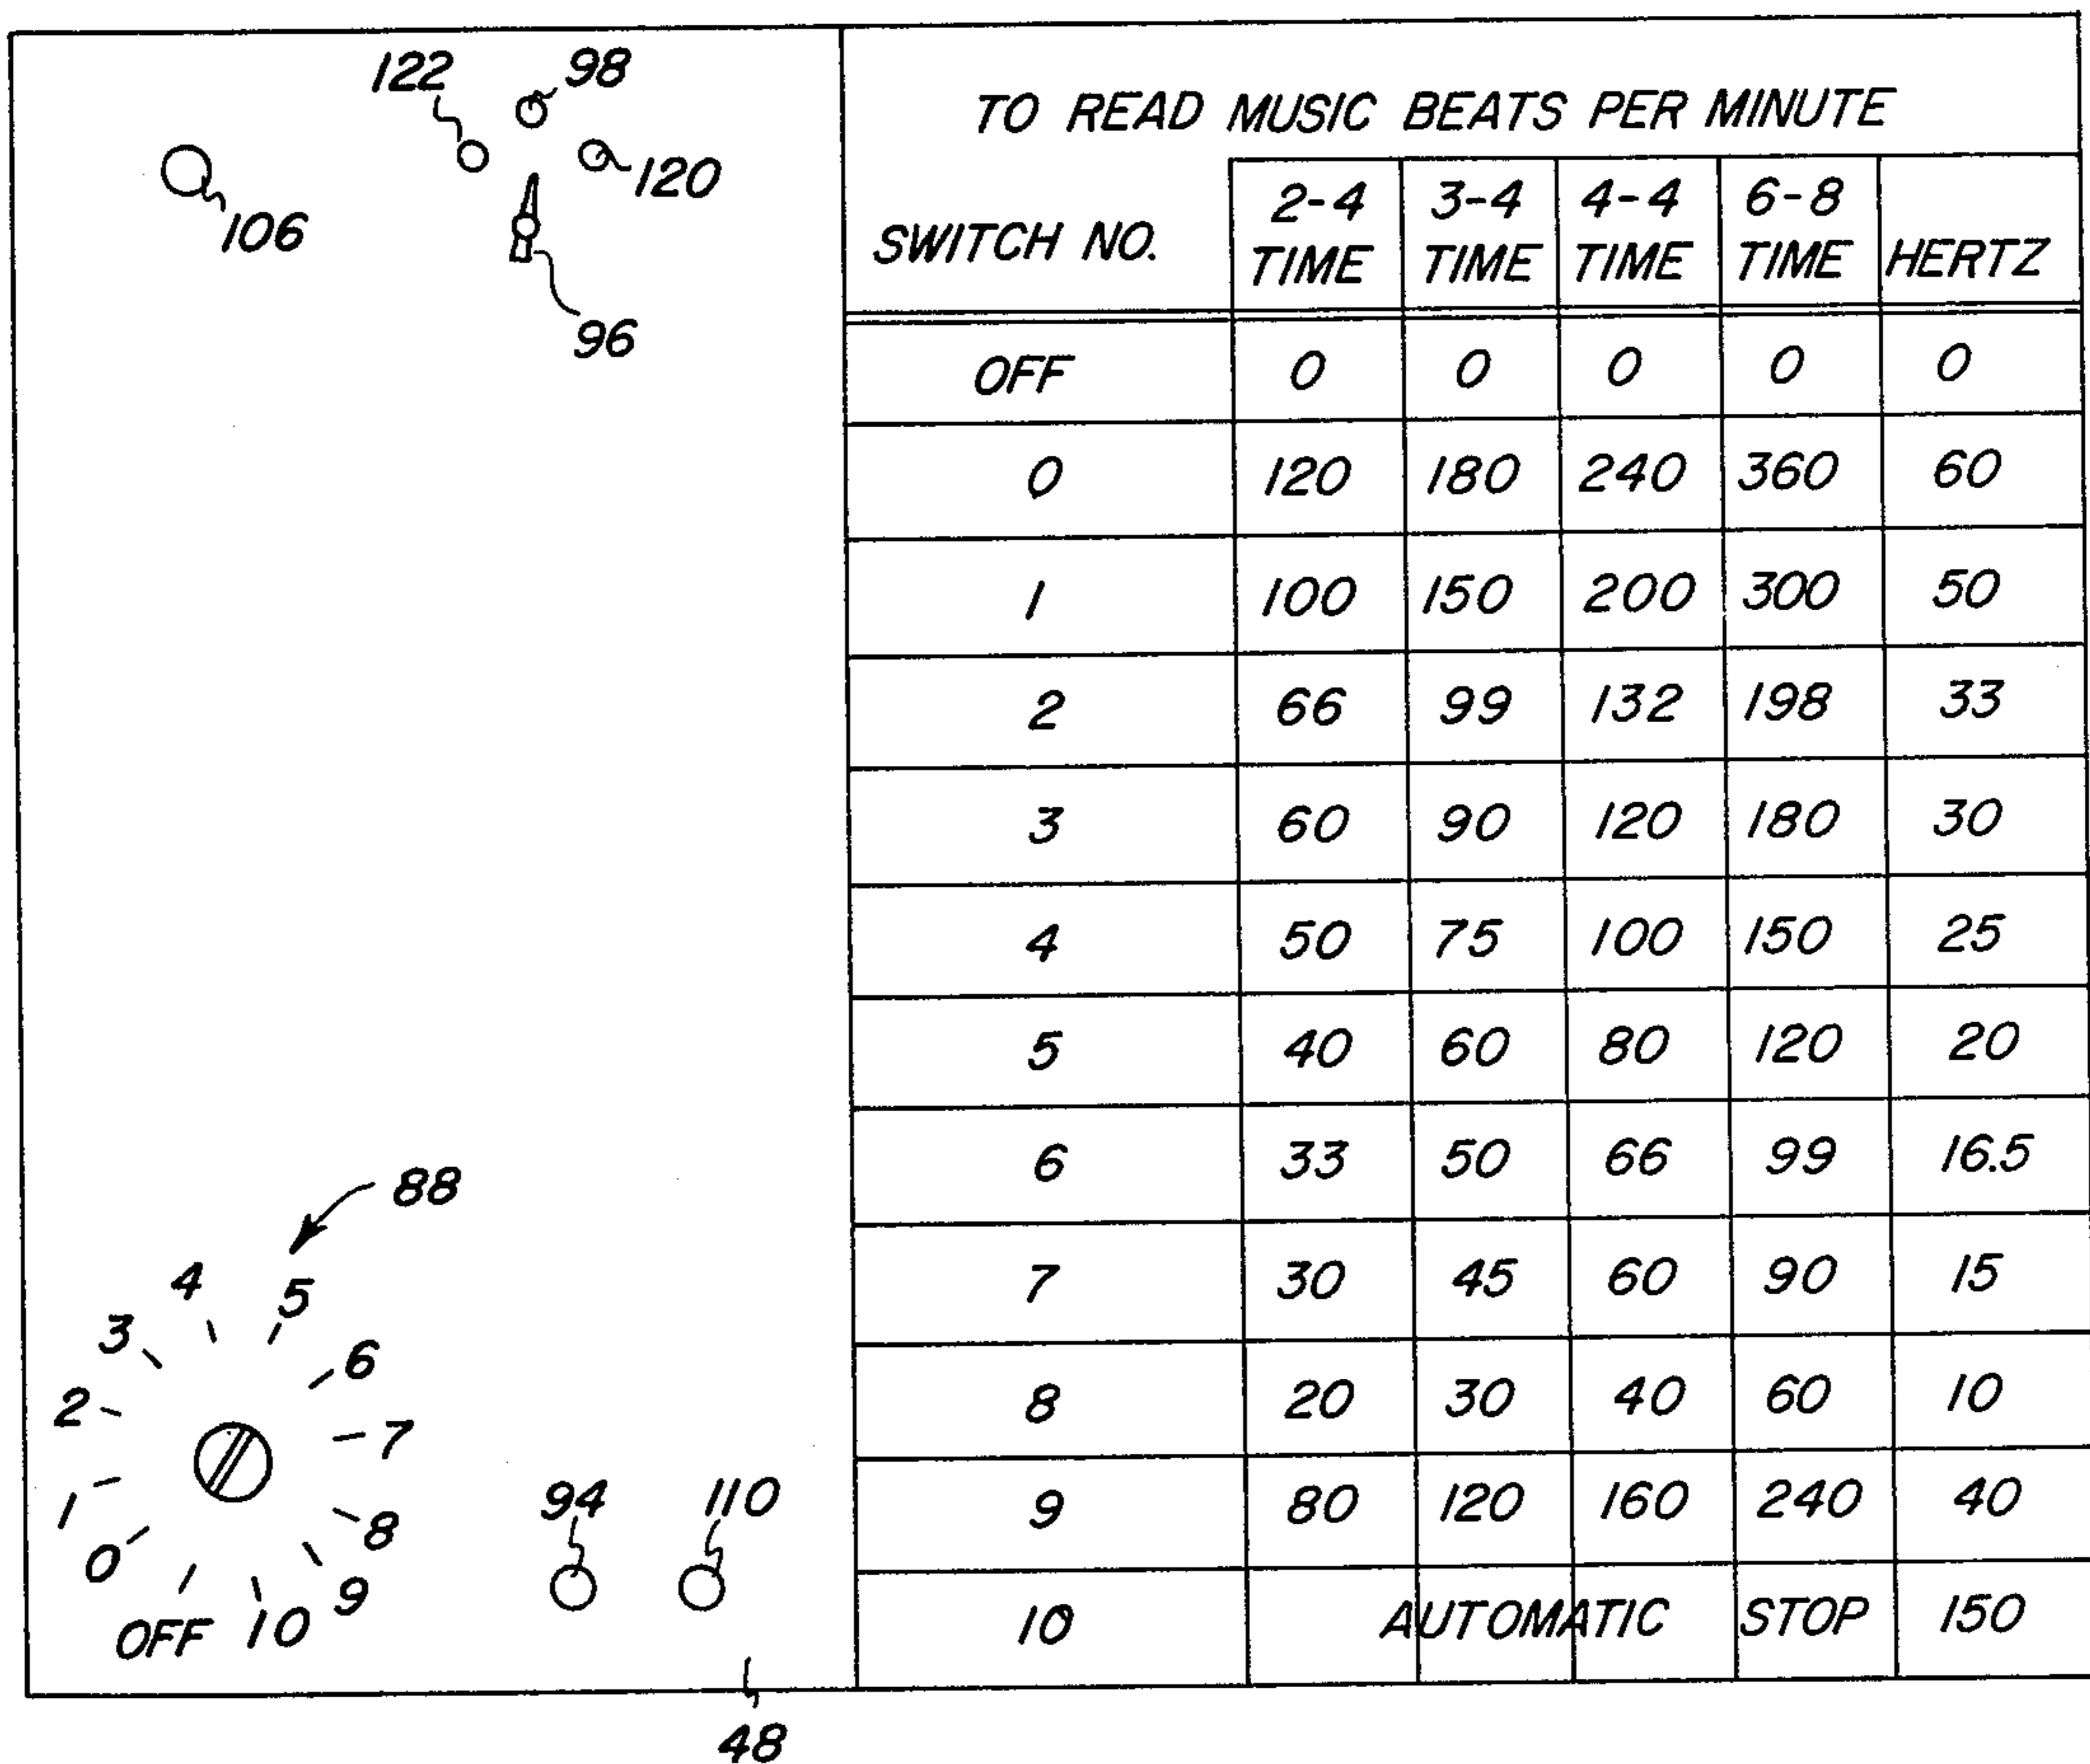 122
98
120
106
96
88
4
5
3
6
2
7
1
8
0
9
OFF
10
94
110
48
TO READ MUSIC BEATS PER MINUTE
SWITCH NO. 2-4 TIME 3-4 TIME 4-4 TIME 6-8 TIME HERTZ
OFF 0 0 0 0 0
0 120 180 240 360 60
1 100 150 200 300 50
2 66 99 132 198 33
3 60 90 120 180 30
4 50 75 100 150 25
5 40 60 80 120 20
6 33 50 66 99 16.5
7 30 45 60 90 15
8 20 30 40 60 10
9 80 120 160 240 40
10 AUTOMATIC STOP 150